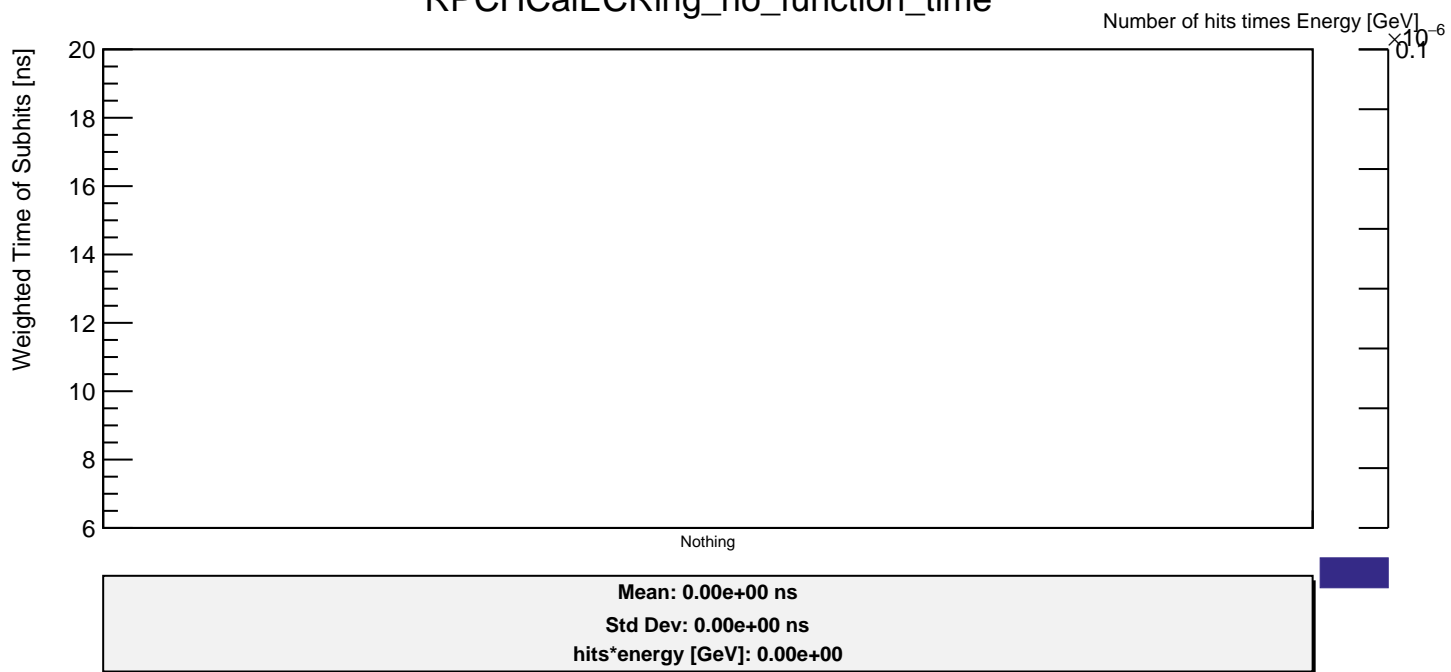 RPCHCalECRing_no_function_time
Number of hits times Energy [GeV]
×10⁻⁶
0.1
Weighted Time of Subhits [ns]
20
18
16
14
12
10
8
6
Nothing
Mean: 0.00e+00 ns
Std Dev: 0.00e+00 ns
hits*energy [GeV]: 0.00e+00